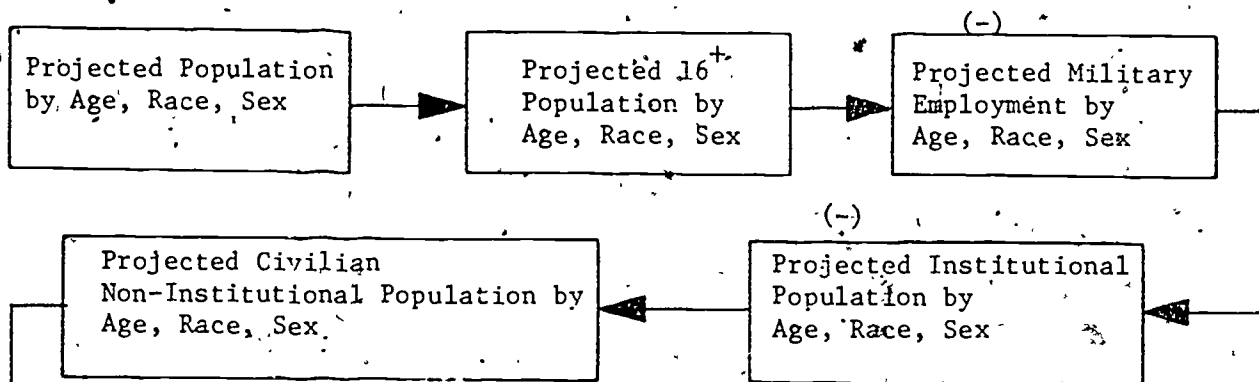 Projected Population
by Age, Race, Sex
Projected 16+
Population by
Age, Race, Sex
(-)
Projected Military
Employment by
Age, Race, Sex
(-)
Projected Institutional
Population by
Age, Race, Sex
Projected Civilian
Non-Institutional Population by
Age, Race, Sex